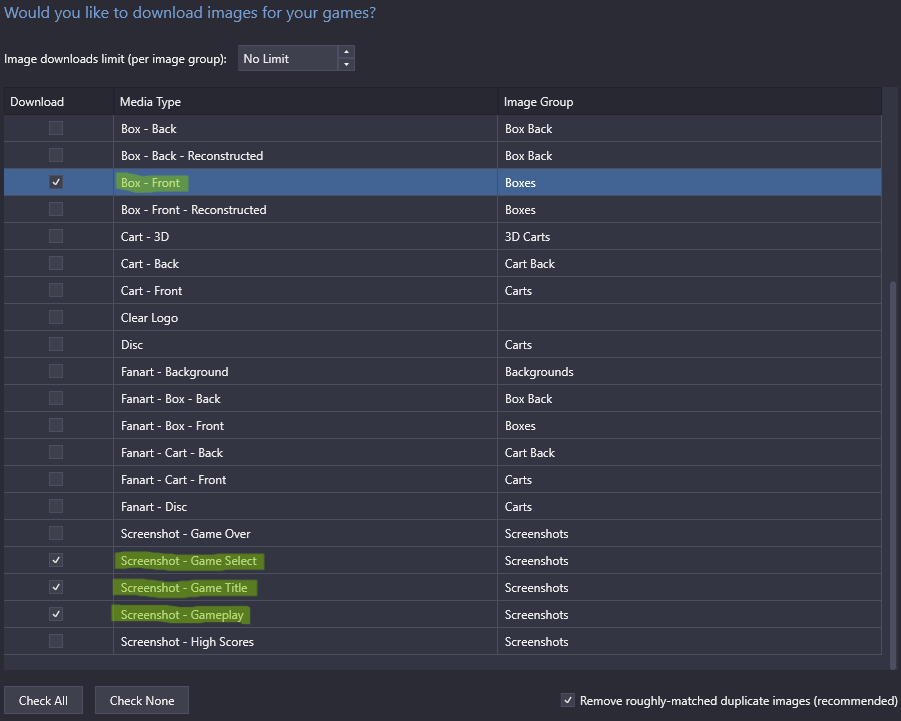 Would you like to download images for your games?
Image downloads limit (per image group): No Limit
Download Media Type Image Group
Box - Back Box Back
Box - Back - Reconstructed Box Back
Box - Front Boxes
Box - Front - Reconstructed Boxes
Cart - 3D 3D Carts
Cart - Back Cart Back
Cart - Front Carts
Clear Logo
Disc Carts
Fanart - Background Backgrounds
Fanart - Box - Back Box Back
Fanart - Box - Front Boxes
Fanart - Cart - Back Cart Back
Fanart - Cart - Front Carts
Fanart - Disc Carts
Screenshot - Game Over Screenshots
Screenshot - Game Select Screenshots
Screenshot - Game Title Screenshots
Screenshot - Gameplay Screenshots
Screenshot - High Scores Screenshots
Check All Check None Remove roughly-matched duplicate images (recommended)